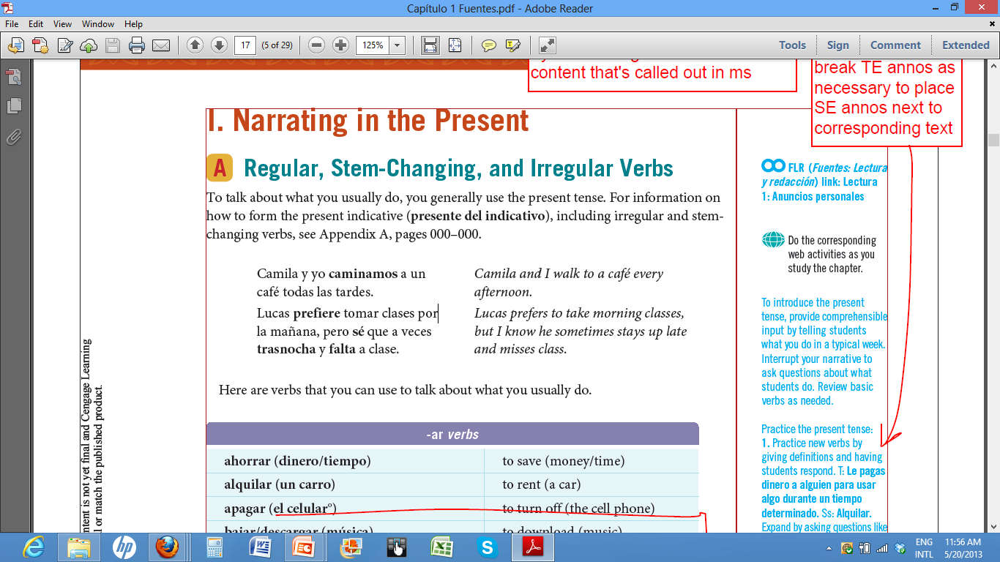 Capítulo 1 Fuentes.pdf - Adobe Reader
File Edit View Window Help
17 (5 of 29) 125% Tools Sign Comment Extended
content that's called out in ms
break TE annos as
necessary to place
SE annos next to
corresponding text
I. Narrating in the Present
A Regular, Stem-Changing, and Irregular Verbs
To talk about what you usually do, you generally use the present tense. For information on
how to form the present indicative (presente del indicativo), including irregular and stem-
changing verbs, see Appendix A, pages 000–000.
Camila y yo caminamos a un
café todas las tardes.
Camila and I walk to a café every
afternoon.
Lucas prefiere tomar clases por
la mañana, pero sé que a veces
trasnocha y falta a clase.
Lucas prefers to take morning classes,
but I know he sometimes stays up late
and misses class.
Here are verbs that you can use to talk about what you usually do.
-ar verbs
ahorrar (dinero/tiempo) to save (money/time)
alquilar (un carro) to rent (a car)
apagar (el celular°) to turn off (the cell phone)
bajar/descargar (música) to download (music)
FLR (Fuentes: Lectura
y redacción) link: Lectura
1: Anuncios personales
Do the corresponding
web activities as you
study the chapter.
To introduce the present
tense, provide comprehensible
input by telling students
what you do in a typical week.
Interrupt your narrative to
ask questions about what
students do. Review basic
verbs as needed.
Practice the present tense:
1. Practice new verbs by
giving definitions and having
students respond. T: Le pagas
dinero a alguien para usar
algo durante un tiempo
determinado. Ss: Alquilar.
Expand by asking questions like
ntent is not yet final and Cengage Learning
l or match the published product.
ENG 11:56 AM
INTL 5/20/2013